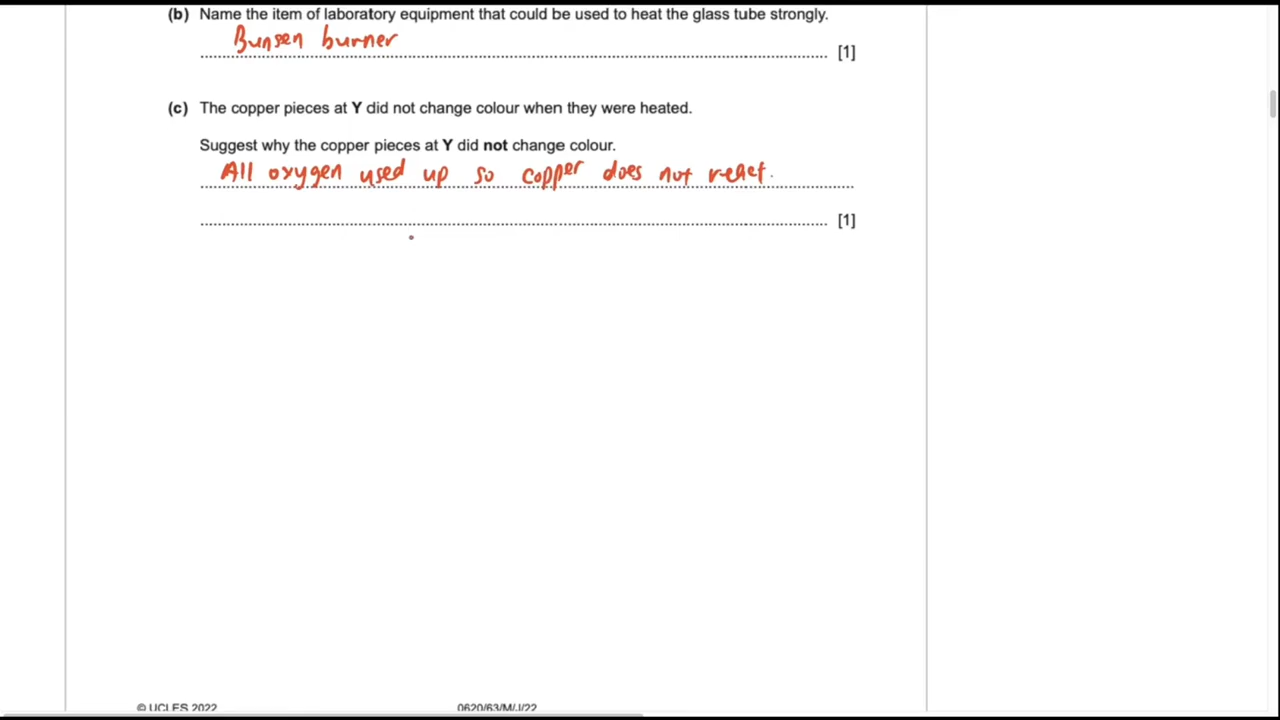 (b) Name the item of laboratory equipment that could be used to heat the glass tube strongly.
Bunsen burner
[1]
(c) The copper pieces at Y did not change colour when they were heated.
Suggest why the copper pieces at Y did not change colour.
All oxygen used up so copper does not react.
[1]
© UCLES 2022 0620/63/M/J/22